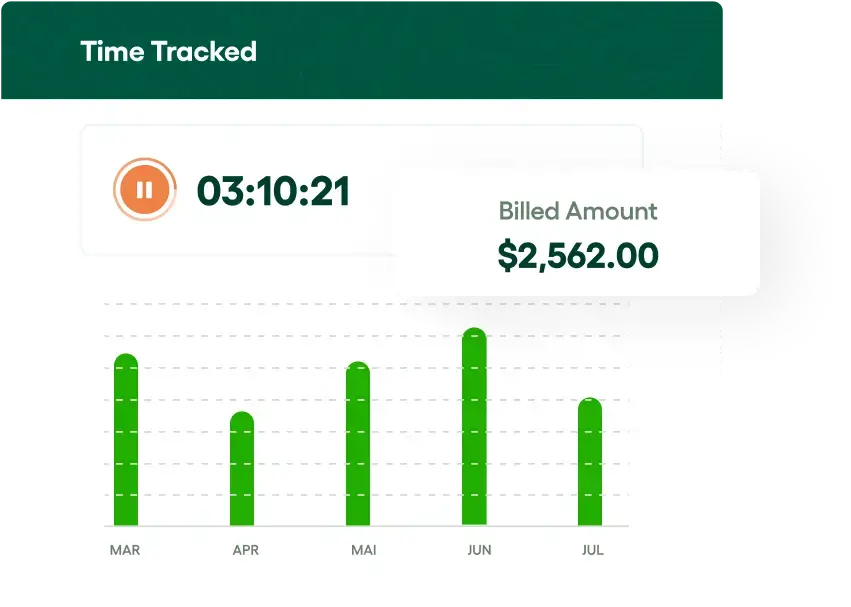 Time Tracked
03:10:21
Billed Amount
$2,562.00
MAR APR MAI JUN JUL